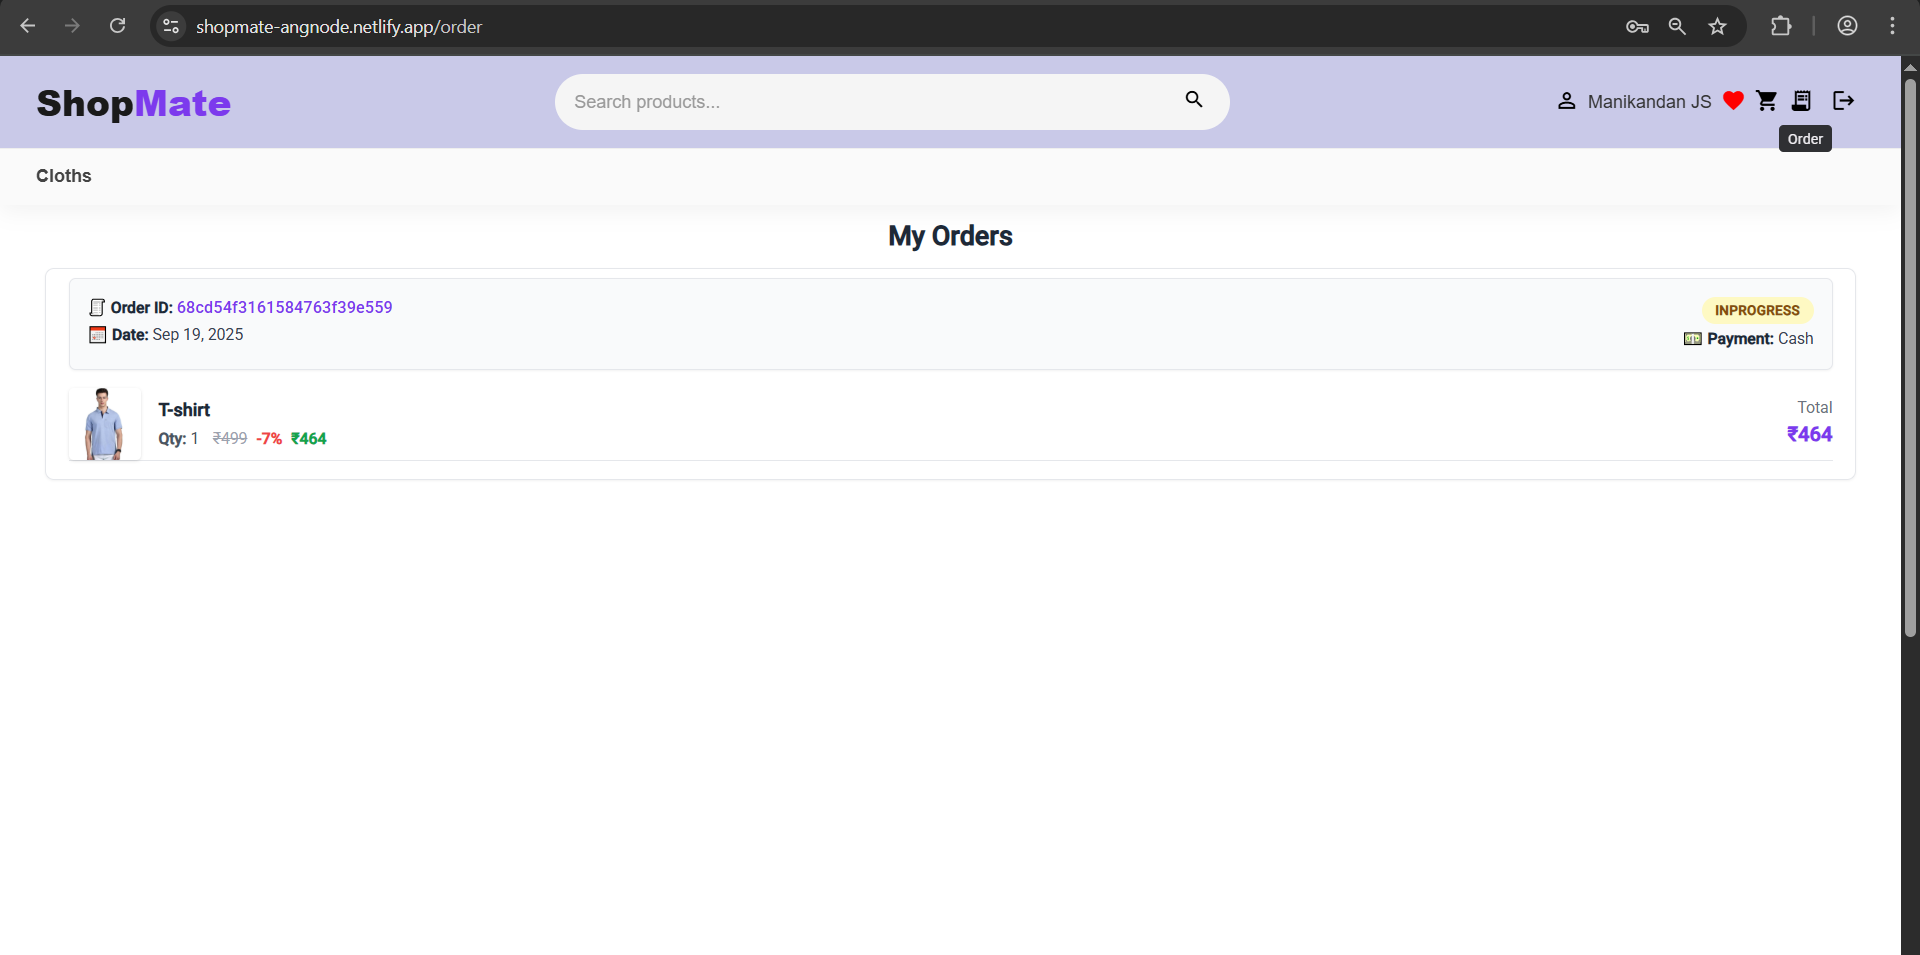 shopmate-angnode.netlify.app/order
ShopMate
Search products...
Manikandan JS
Order
Cloths
My Orders
Order ID: 68cd54f3161584763f39e559
INPROGRESS
Date: Sep 19, 2025
Payment: Cash
T-shirt
Total
Qty: 1 ₹499 -7% ₹464
₹464